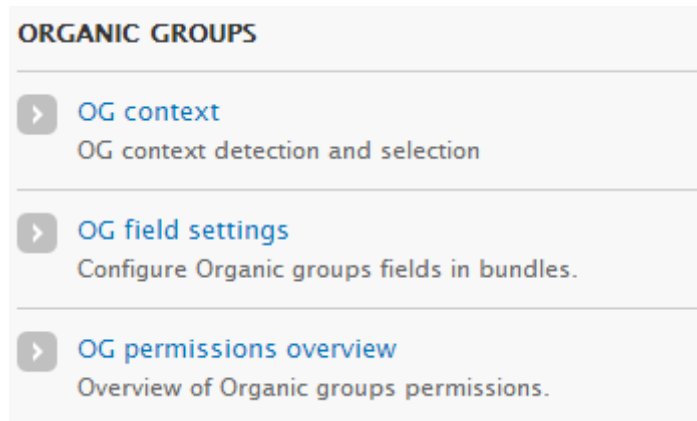 ORGANIC GROUPS
OG context
OG context detection and selection
OG field settings
Configure Organic groups fields in bundles.
OG permissions overview
Overview of Organic groups permissions.